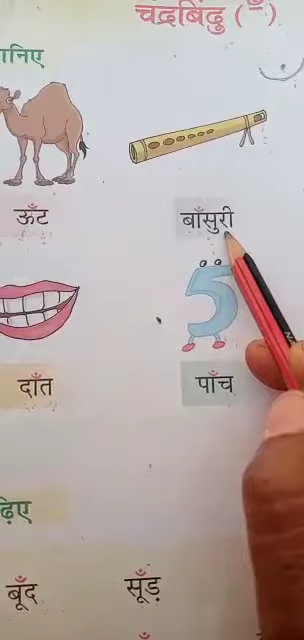 चंद्रबिंदु (ँ)
ऊँट
बाँसुरी
दाँत
पाँच
बूँद
सूँड़